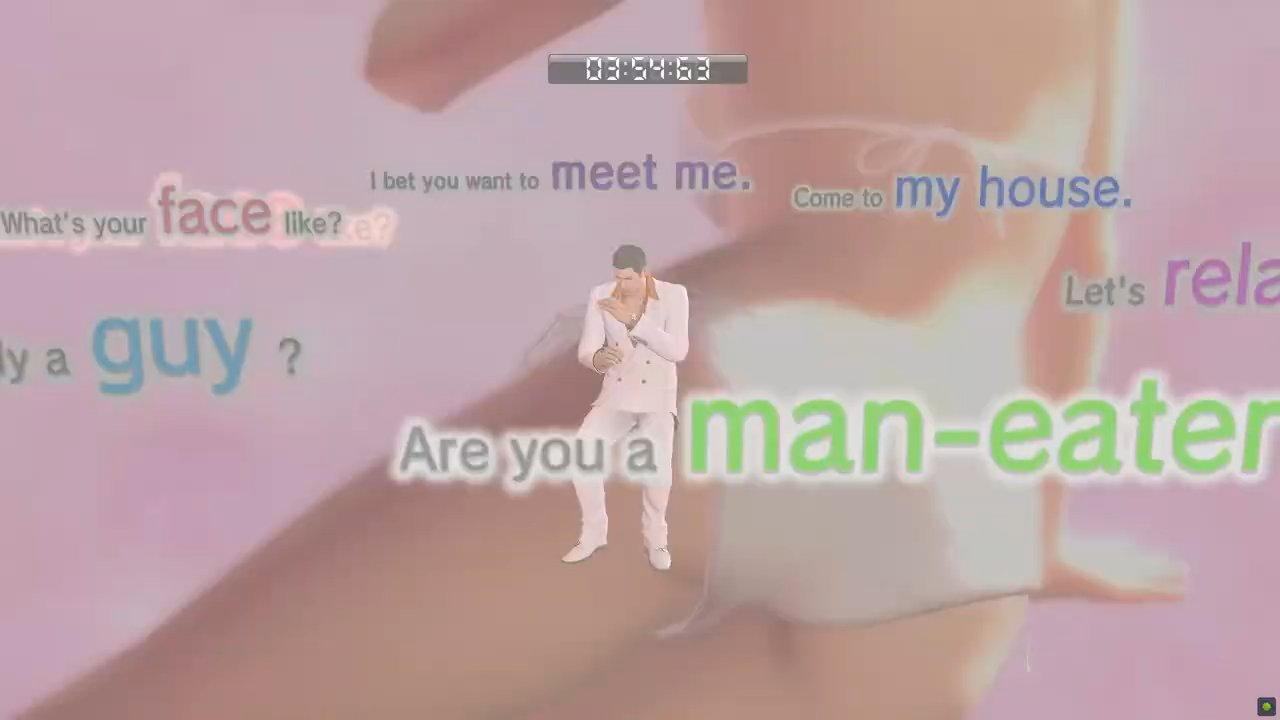 03:54:63
I bet you want to meet me.
Come to my house.
What's your face like?
Let's rela
ly a guy ?
Are you a man-eater